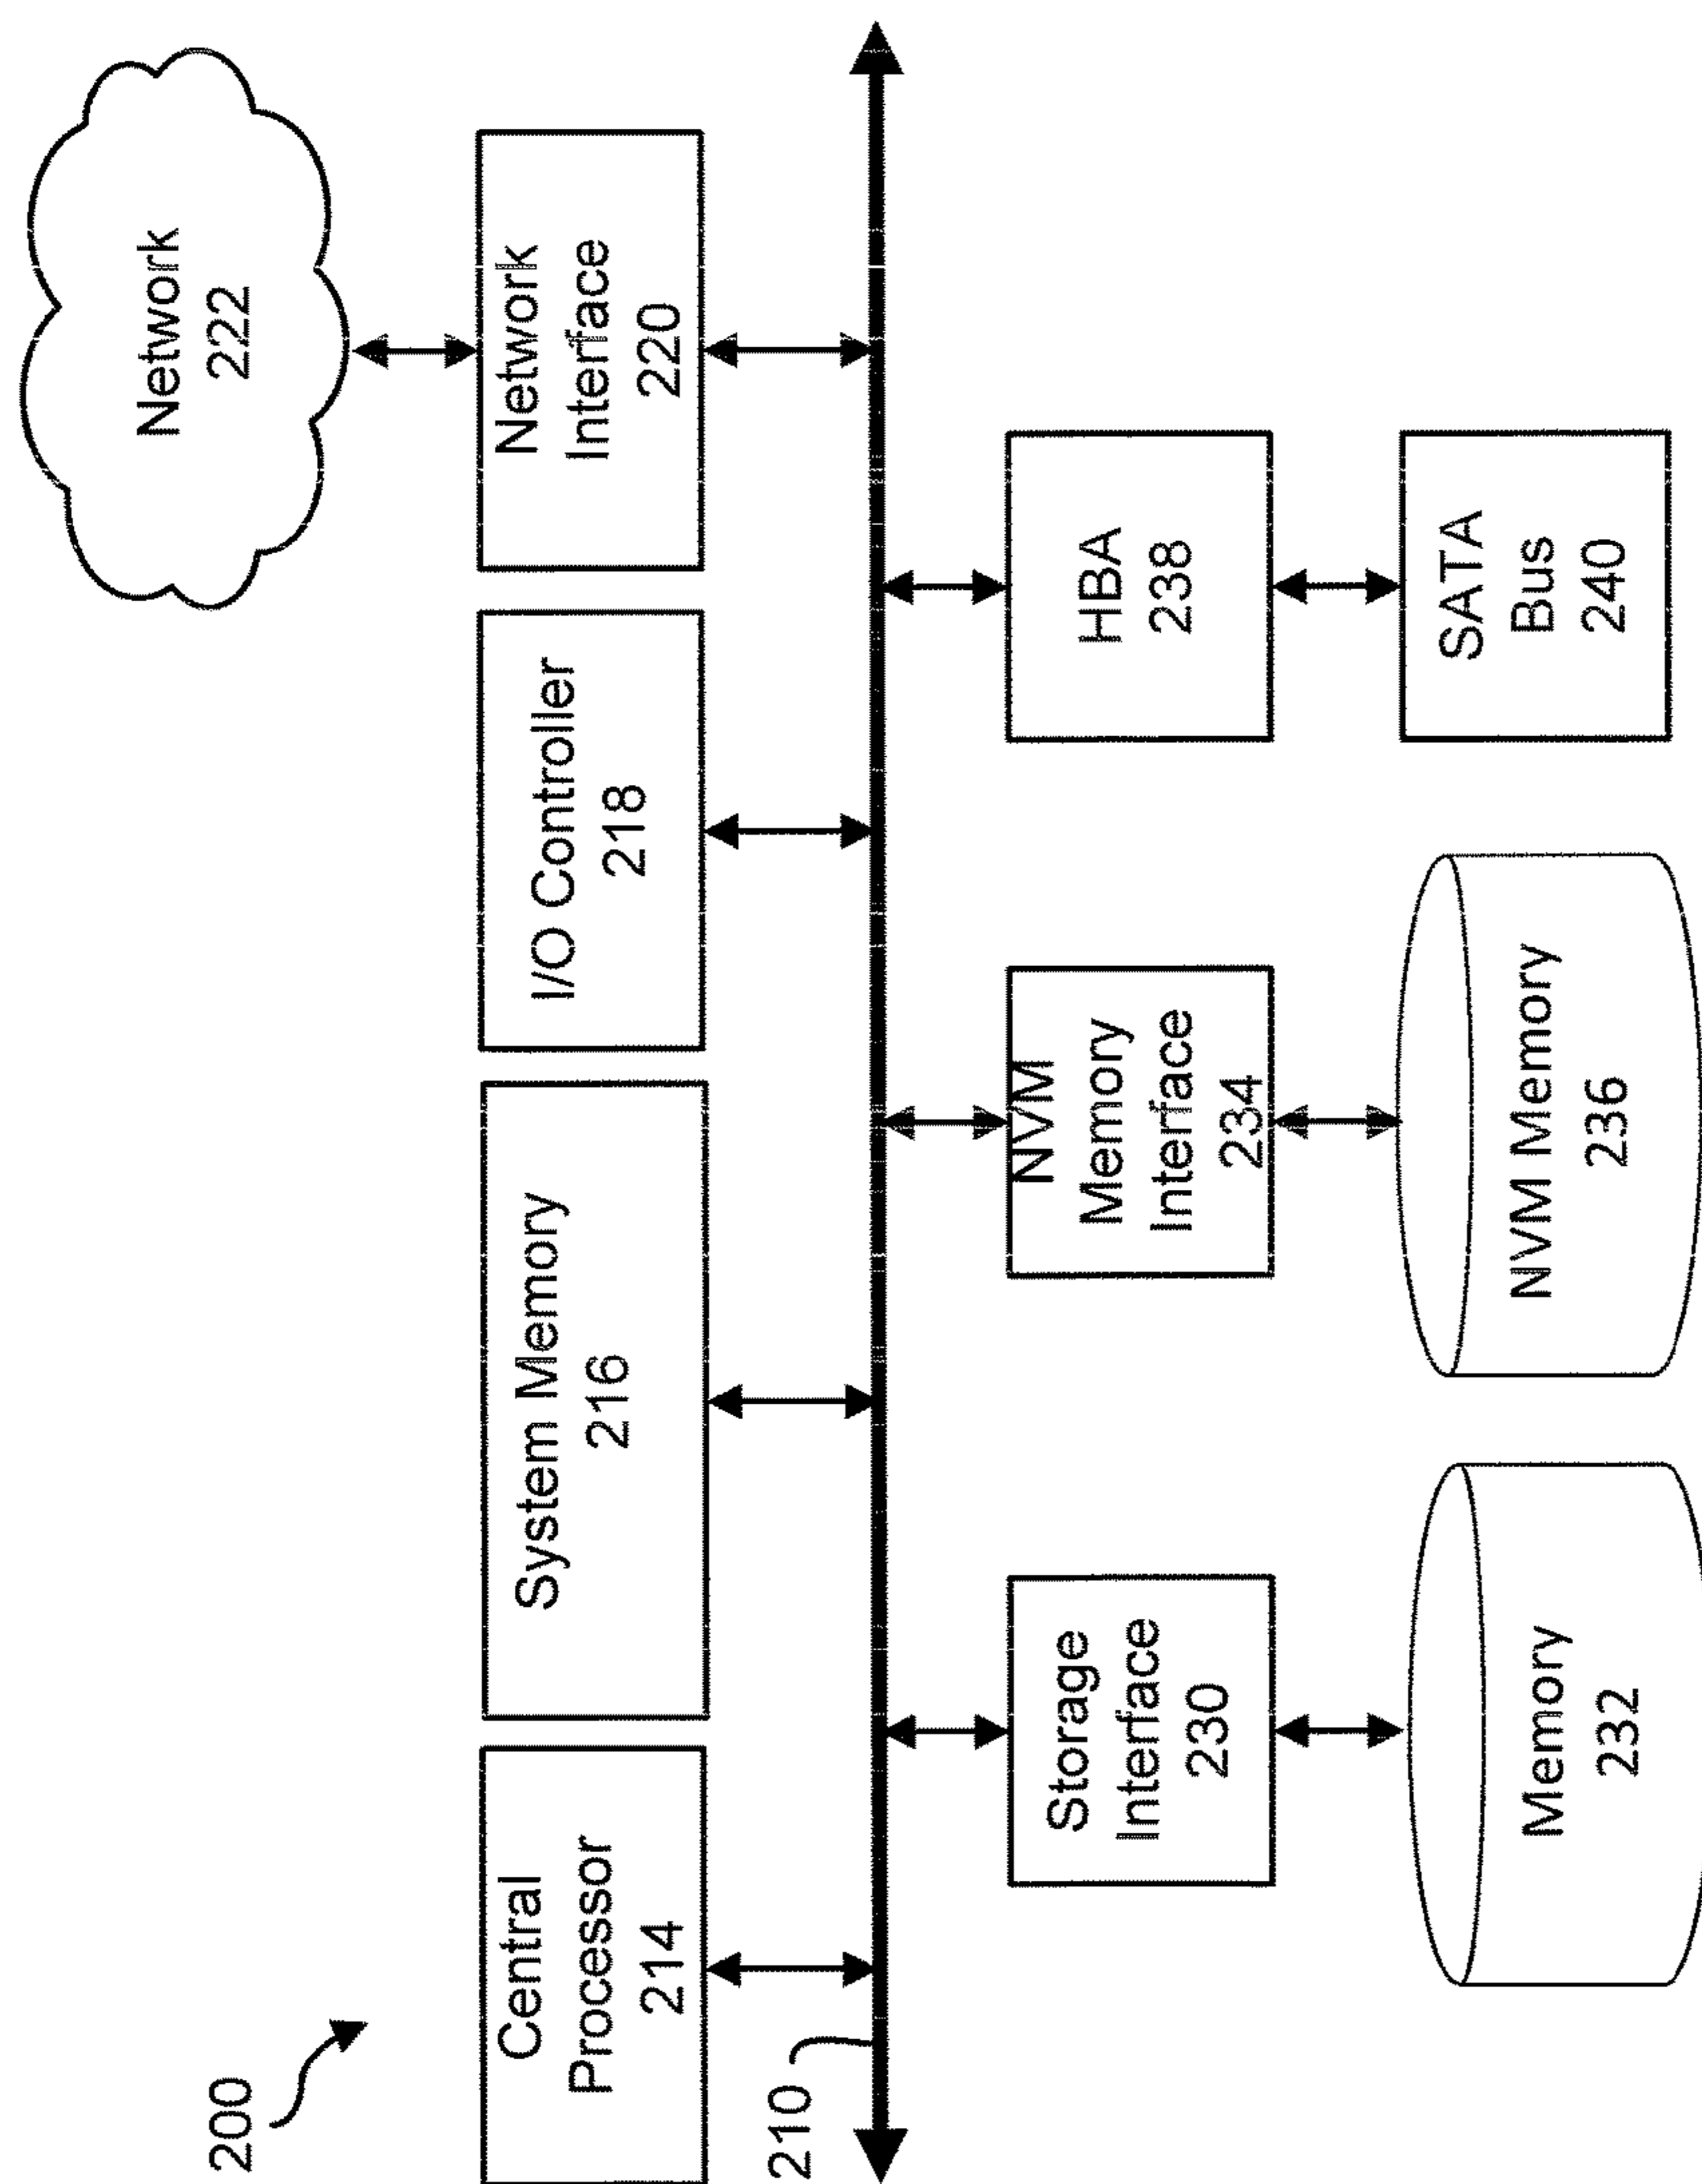 200
Network
222
Central
Processor
214
System Memory
216
I/O Controller
218
Network
Interface
220
210
Storage
Interface
230
NVM
Memory
Interface
234
HBA
238
Memory
232
NVM Memory
236
SATA
Bus
240